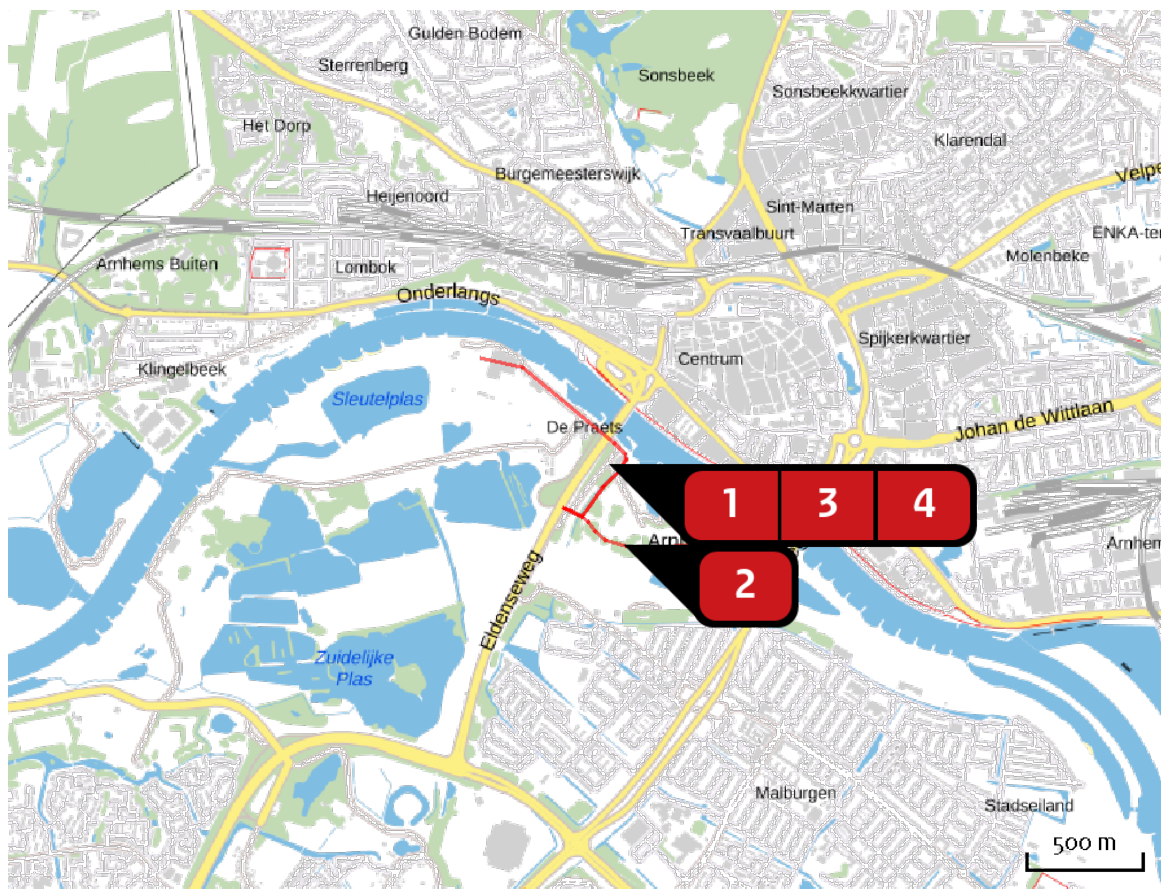 Gulden Bodem
Sterrenberg
Sonsbeek
Sonsbeekkwartier
Het Dorp
Klarendal
Burgemeesterswijk
Velpe
Heijenoord
Sint-Marten
Transvaalbuurt
ENKA-ter
Arnhems Buiten
Lombok
Molenbeke
Onderlangs
Spijkerkwartier
Centrum
Klingelbeek
Sleutelplas
De Praets
Johan de Wittlaan
1 3 4
Arnhem
2
Eldenseweg
Zuidelijke
Plas
Malburgen
Stadseiland
500 m